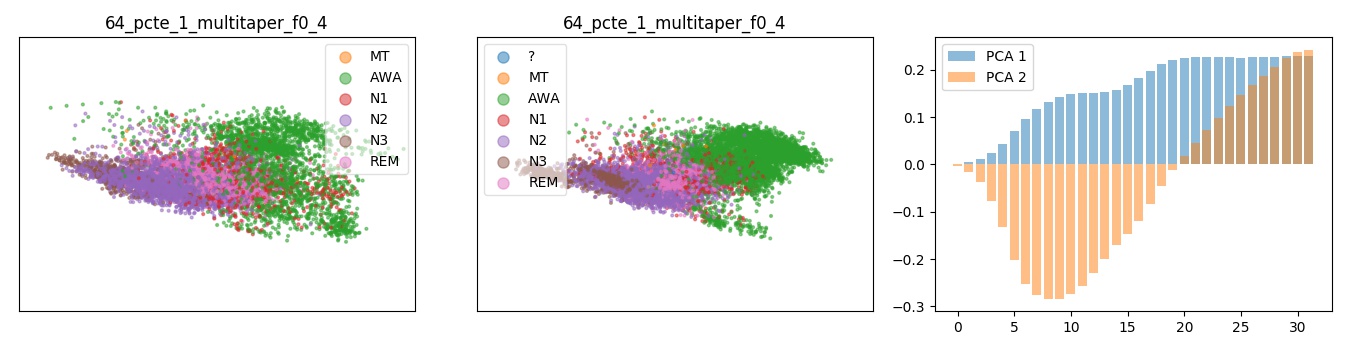 64_pcte_1_multitaper_f0_4
MT
AWA
N1
N2
N3
REM
64_pcte_1_multitaper_f0_4
?
MT
AWA
N1
N2
N3
REM
PCA 1
PCA 2
0.2
0.1
0.0
−0.1
−0.2
−0.3
0 5 10 15 20 25 30